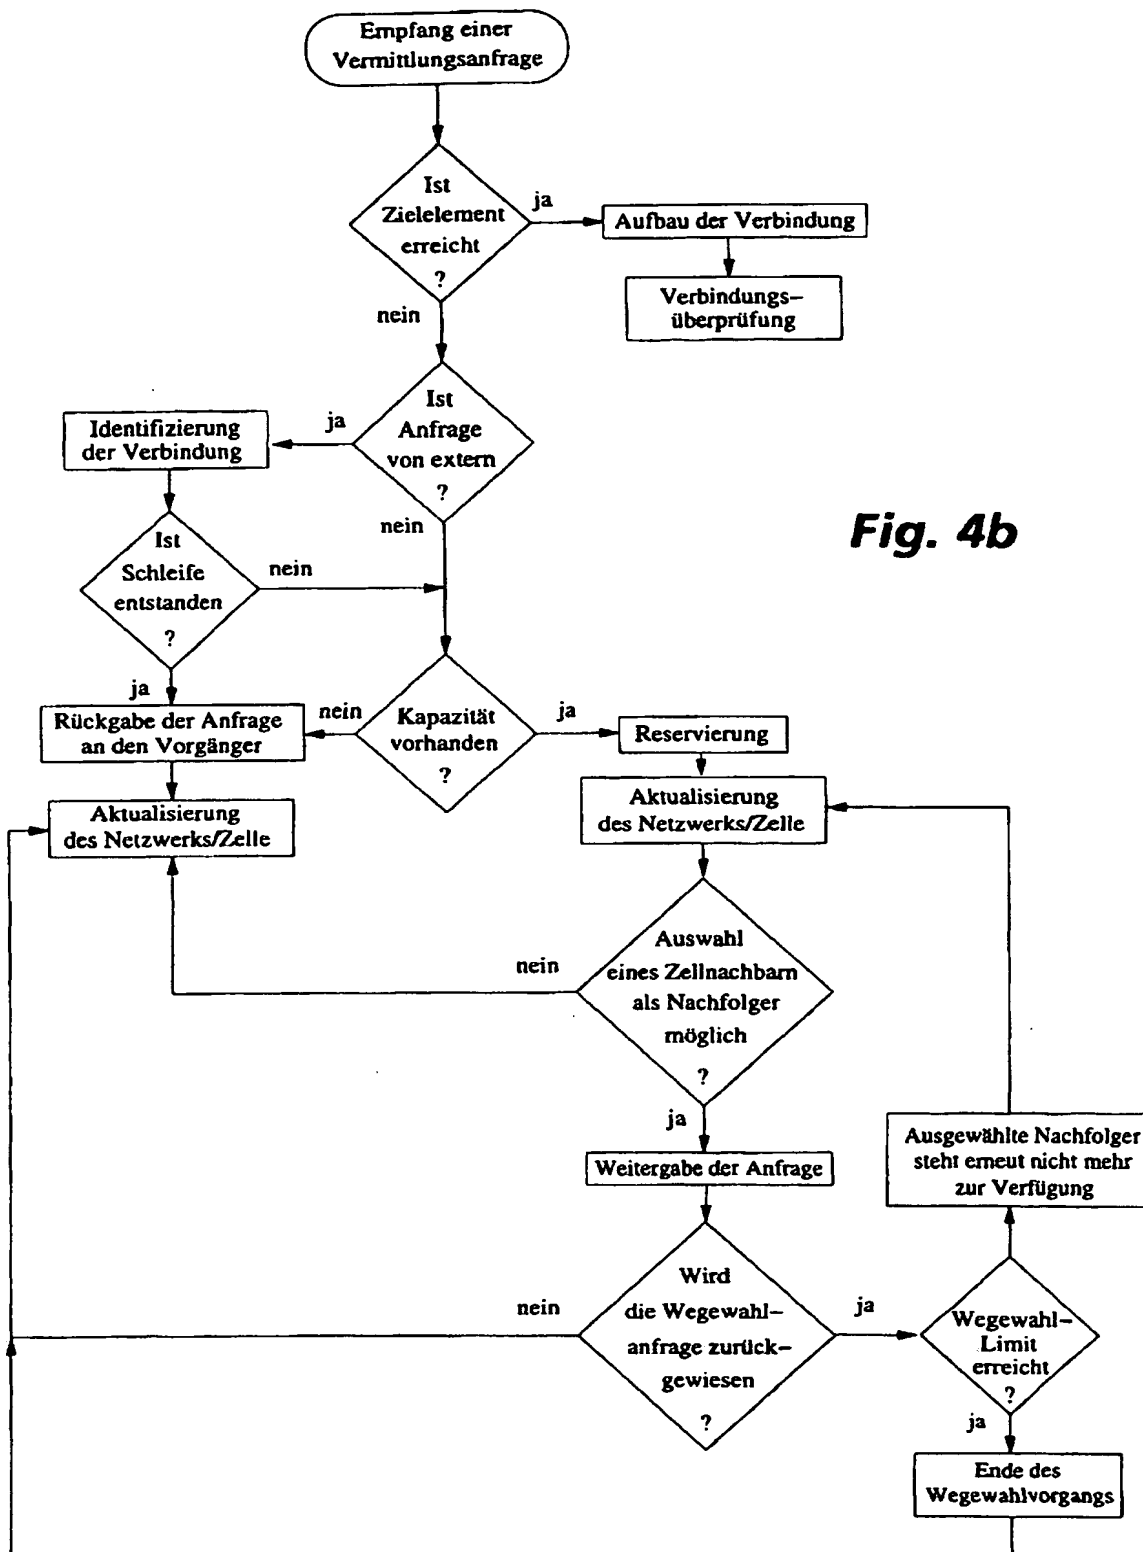 Empfang einer
Vermittlungsanfrage
Ist
Zielelement
erreicht
?
ja
Aufbau der Verbindung
Verbindungs–
überprüfung
nein
Ist
Anfrage
von extern
?
ja
Identifizierung
der Verbindung
nein
Ist
Schleife
entstanden
?
nein
Fig. 4b
ja
Rückgabe der Anfrage
an den Vorgänger
nein
Kapazität
vorhanden
?
ja
Reservierung
Aktualisierung
des Netzwerks/Zelle
Aktualisierung
des Netzwerks/Zelle
Auswahl
eines Zellnachbarn
als Nachfolger
möglich
?
nein
ja
Weitergabe der Anfrage
Ausgewählte Nachfolger
steht erneut nicht mehr
zur Verfügung
Wird
die Wegewahl–
anfrage zurück–
gewiesen
?
nein
ja
Wegewahl–
Limit
erreicht
?
ja
Ende des
Wegewahlvorgangs